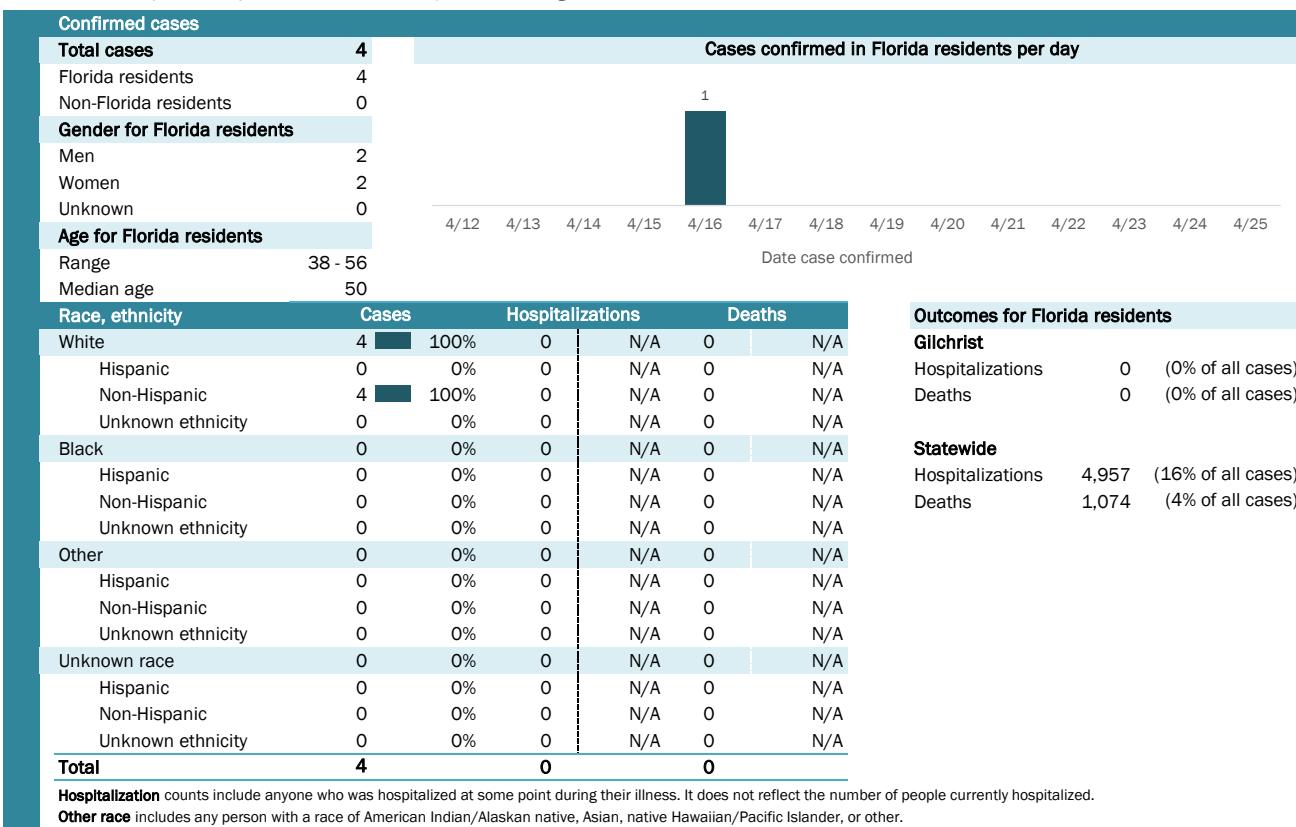 Confirmed cases
Total cases 4
Florida residents 4
Non-Florida residents 0
Gender for Florida residents
Men 2
Women 2
Unknown 0
Age for Florida residents
Range 38 - 56
Median age 50
Cases confirmed in Florida residents per day
1
4/12 4/13 4/14 4/15 4/16 4/17 4/18 4/19 4/20 4/21 4/22 4/23 4/24 4/25
Date case confirmed
Race, ethnicity Cases Hospitalizations Deaths
White 4 100% 0 N/A 0 N/A
Hispanic 0 0% 0 N/A 0 N/A
Non-Hispanic 4 100% 0 N/A 0 N/A
Unknown ethnicity 0 0% 0 N/A 0 N/A
Black 0 0% 0 N/A 0 N/A
Hispanic 0 0% 0 N/A 0 N/A
Non-Hispanic 0 0% 0 N/A 0 N/A
Unknown ethnicity 0 0% 0 N/A 0 N/A
Other 0 0% 0 N/A 0 N/A
Hispanic 0 0% 0 N/A 0 N/A
Non-Hispanic 0 0% 0 N/A 0 N/A
Unknown ethnicity 0 0% 0 N/A 0 N/A
Unknown race 0 0% 0 N/A 0 N/A
Hispanic 0 0% 0 N/A 0 N/A
Non-Hispanic 0 0% 0 N/A 0 N/A
Unknown ethnicity 0 0% 0 N/A 0 N/A
Total 4 0 0
Outcomes for Florida residents
Gilchrist
Hospitalizations 0 (0% of all cases)
Deaths 0 (0% of all cases)
Statewide
Hospitalizations 4,957 (16% of all cases)
Deaths 1,074 (4% of all cases)
Hospitalization counts include anyone who was hospitalized at some point during their illness. It does not reflect the number of people currently hospitalized.
Other race includes any person with a race of American Indian/Alaskan native, Asian, native Hawaiian/Pacific Islander, or other.